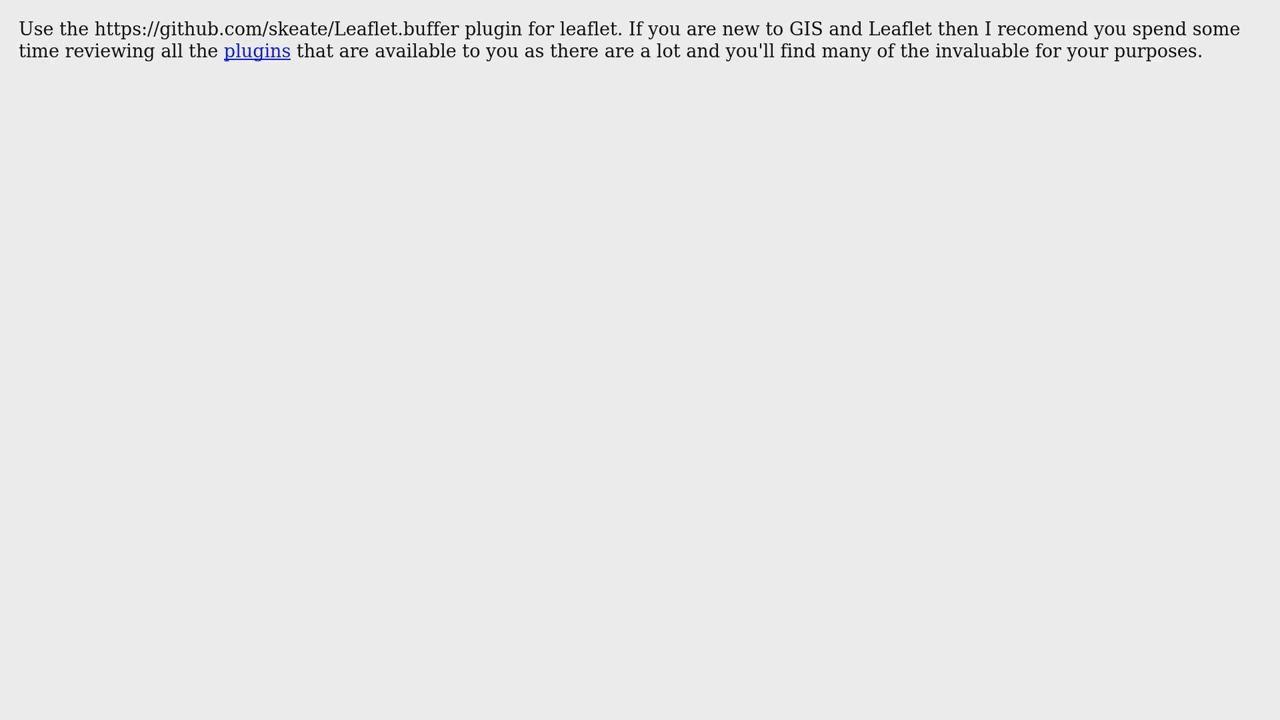 Use the https://github.com/skeate/Leaflet.buffer plugin for leaflet. If you are new to GIS and Leaflet then I recomend you spend some
time reviewing all the plugins that are available to you as there are a lot and you'll find many of the invaluable for your purposes.